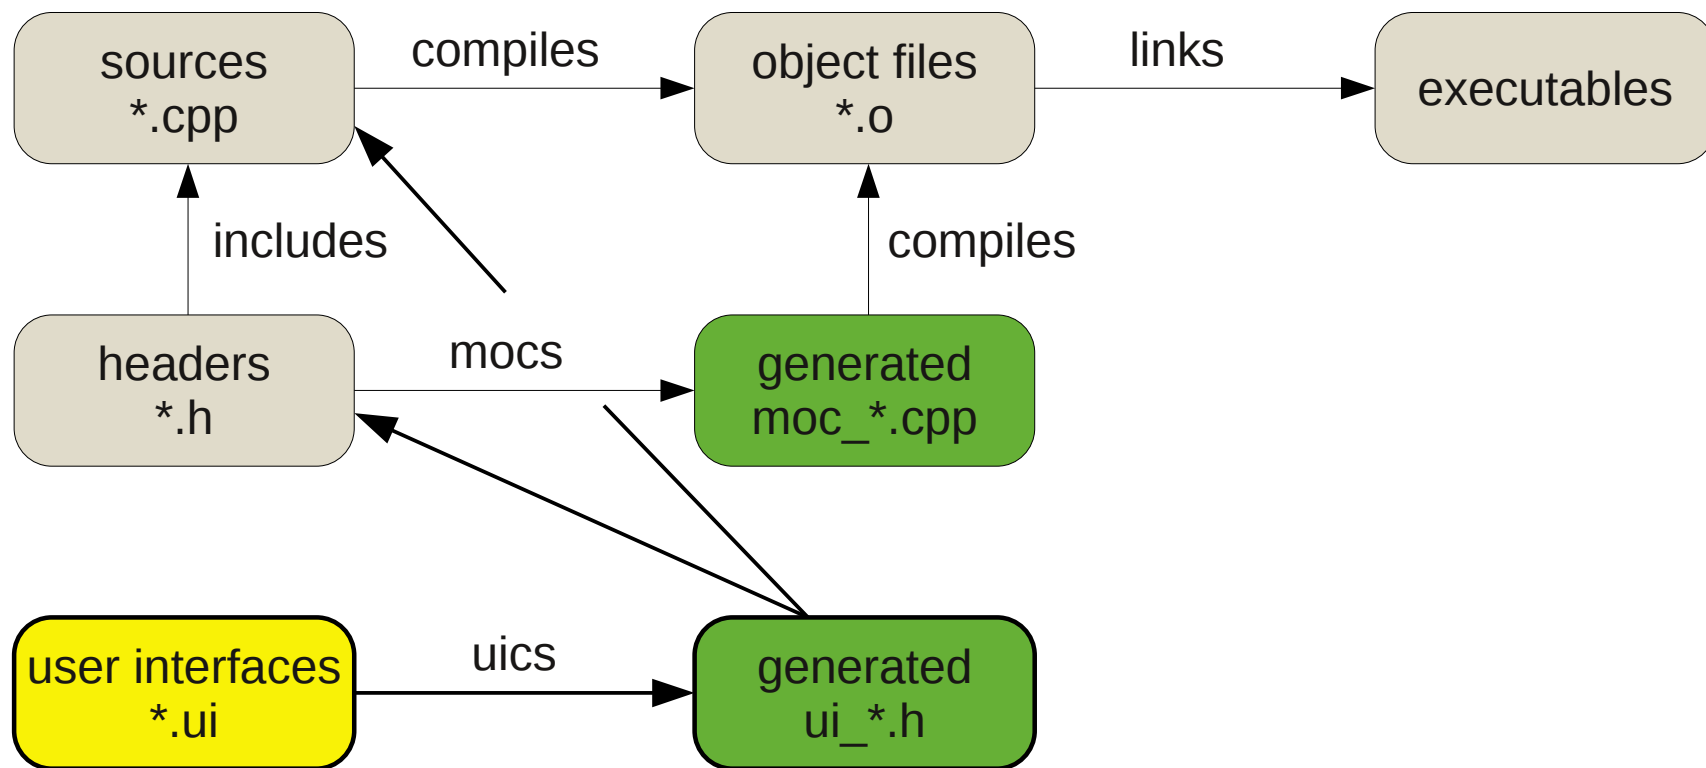 sources
*.cpp
compiles
object files
*.o
links
executables
includes
compiles
headers
*.h
mocs
generated
moc_*.cpp
user interfaces
*.ui
uics
generated
ui_*.h